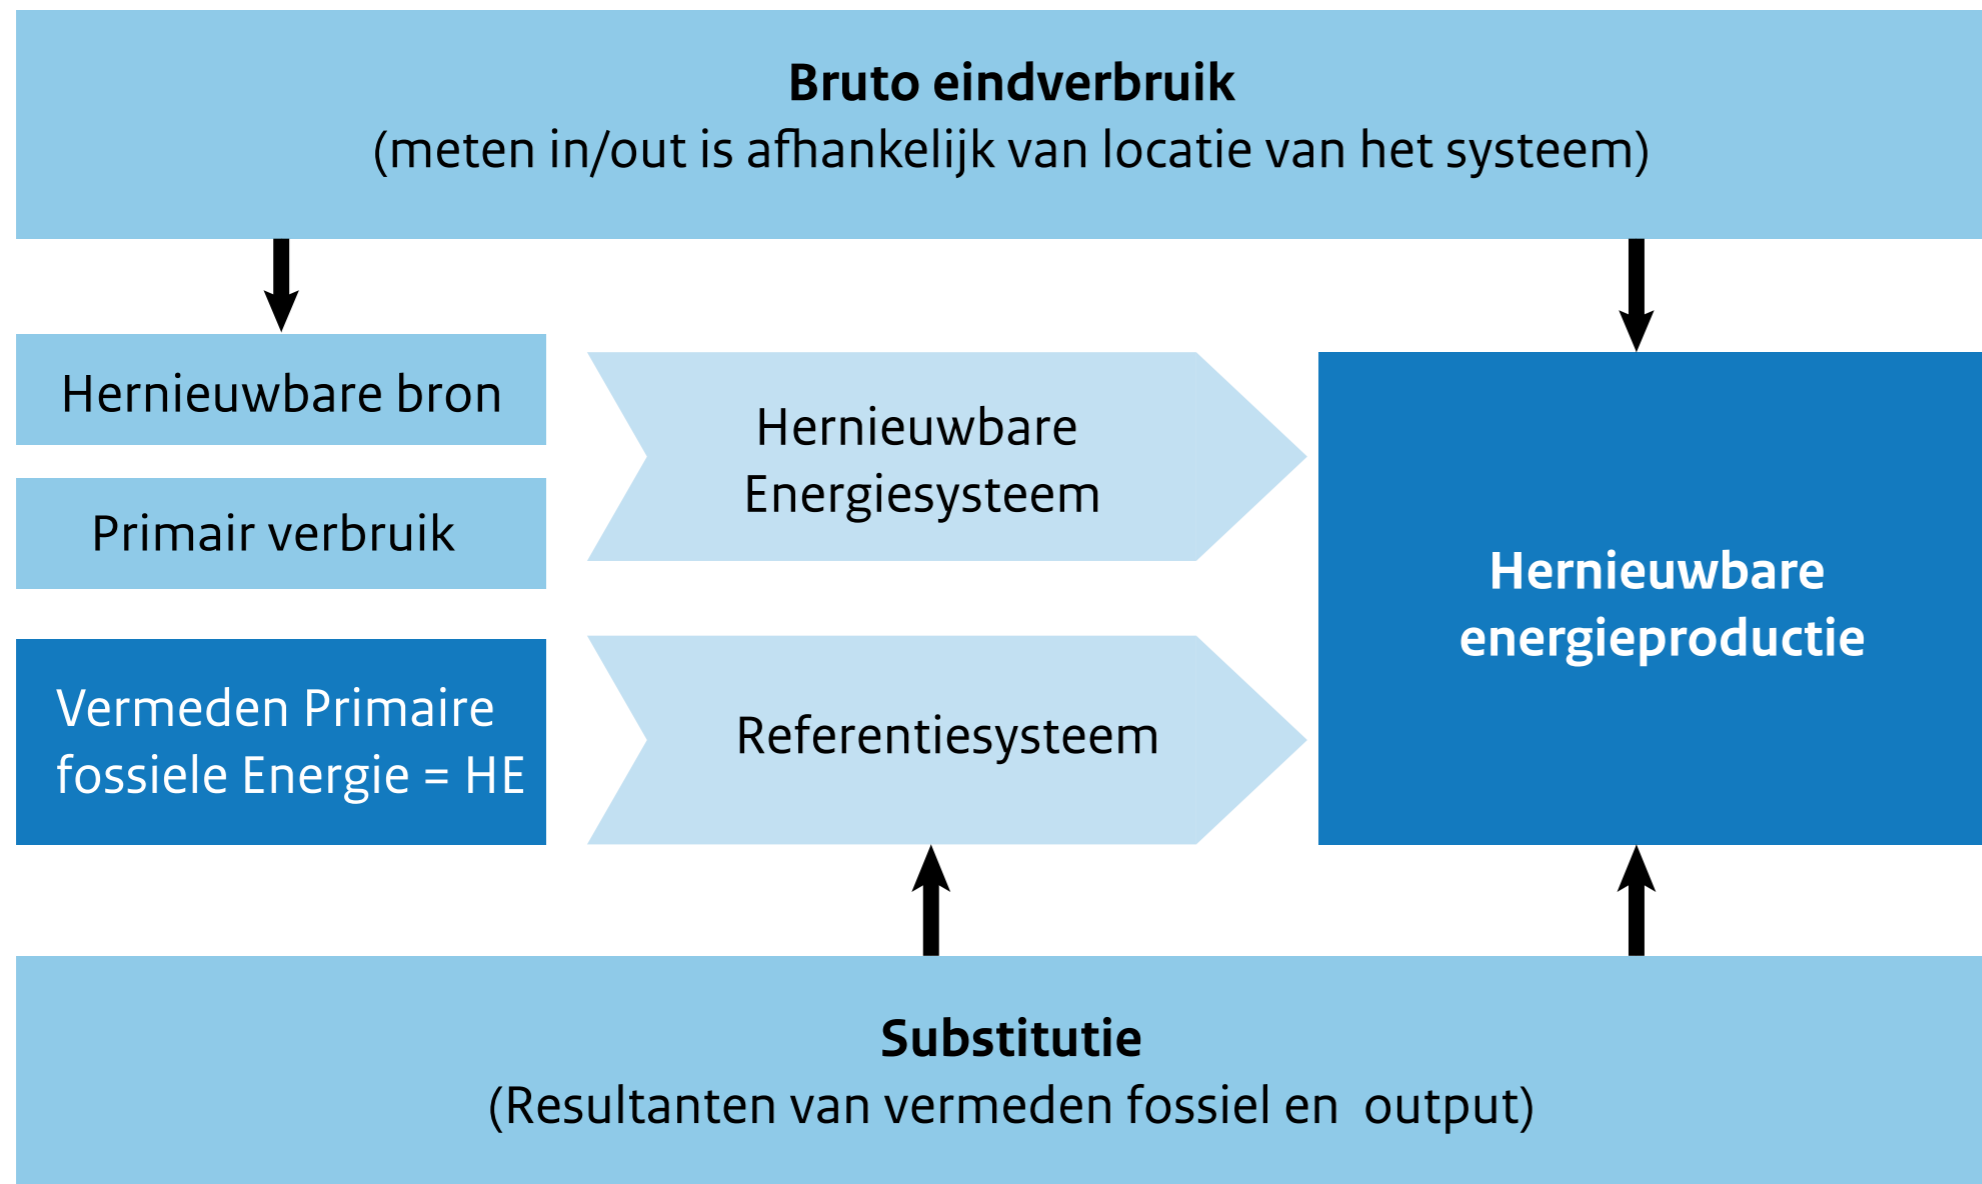 Bruto eindverbruik
(meten in/out is afhankelijk van locatie van het systeem)
Hernieuwbare bron
Primair verbruik
Vermeden Primaire
fossiele Energie = HE
Hernieuwbare
Energiesysteem
Referentiesysteem
Hernieuwbare
energieproductie
Substitutie
(Resultanten van vermeden fossiel en  output)